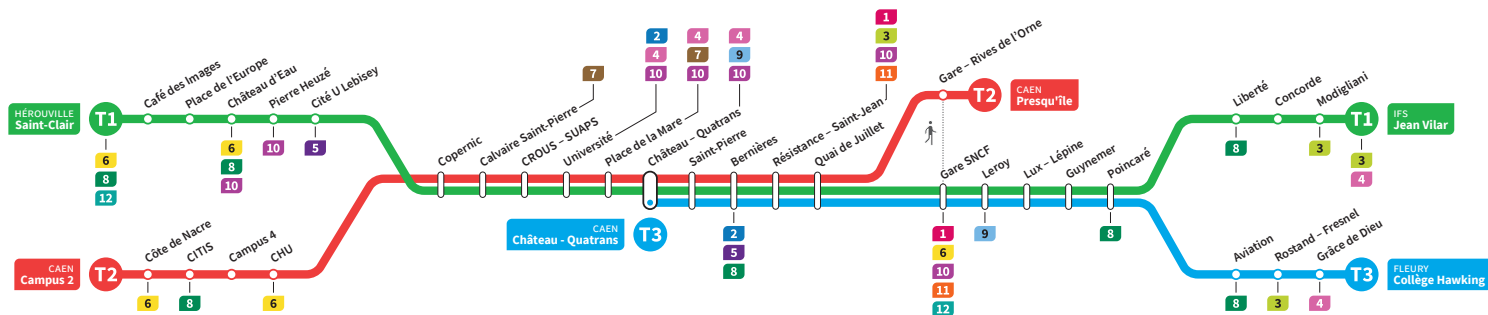 HÉROUVILLE
Saint-Clair
T1
6
8
12
Café des Images
Place de l'Europe
Château d'Eau
6
8
10
Pierre Heuzé
10
Cité U Lebisey
5
CAEN
Campus 2
T2
Côte de Nacre
6
CITIS
8
Campus 4
CHU
6
Copernic
Calvaire Saint-Pierre
7
CROUS – SUAPS
Université
2
4
10
Place de la Mare
4
7
10
Château – Quatrans
4
9
10
CAEN
Château - Quatrans
T3
Saint-Pierre
Bernières
2
5
8
Résistance – Saint-Jean
1
3
10
11
Quai de Juillet
Gare – Rives de l'Orne
T2
CAEN
Presqu'île
Gare SNCF
1
6
10
11
12
Leroy
9
Lux – Lépine
Guynemer
Poincaré
8
Liberté
8
Concorde
Modigliani
3
T1
3
4
IFS
Jean Vilar
Aviation
8
Rostand – Fresnel
3
Grâce de Dieu
4
T3
FLEURY
Collège Hawking